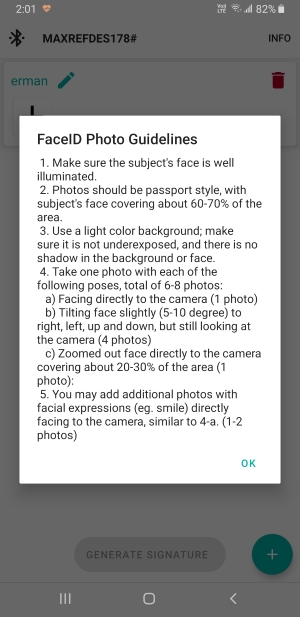 2:01 82%
MAXREFDES178# INFO
erman
FaceID Photo Guidelines
1. Make sure the subject's face is well
illuminated.
2. Photos should be passport style, with
subject's face covering about 60-70% of the
area.
3. Use a light color background; make
sure it is not underexposed, and there is no
shadow in the background or face.
4. Take one photo with each of the
following poses, total of 6-8 photos:
a) Facing directly to the camera (1 photo)
b) Tilting face slightly (5-10 degree) to
right, left, up and down, but still looking at
the camera (4 photos)
c) Zoomed out face directly to the camera
covering about 20-30% of the area (1
photo):
5. You may add additional photos with
facial expressions (eg. smile) directly
facing to the camera, similar to 4-a. (1-2
photos)
OK
GENERATE SIGNATURE